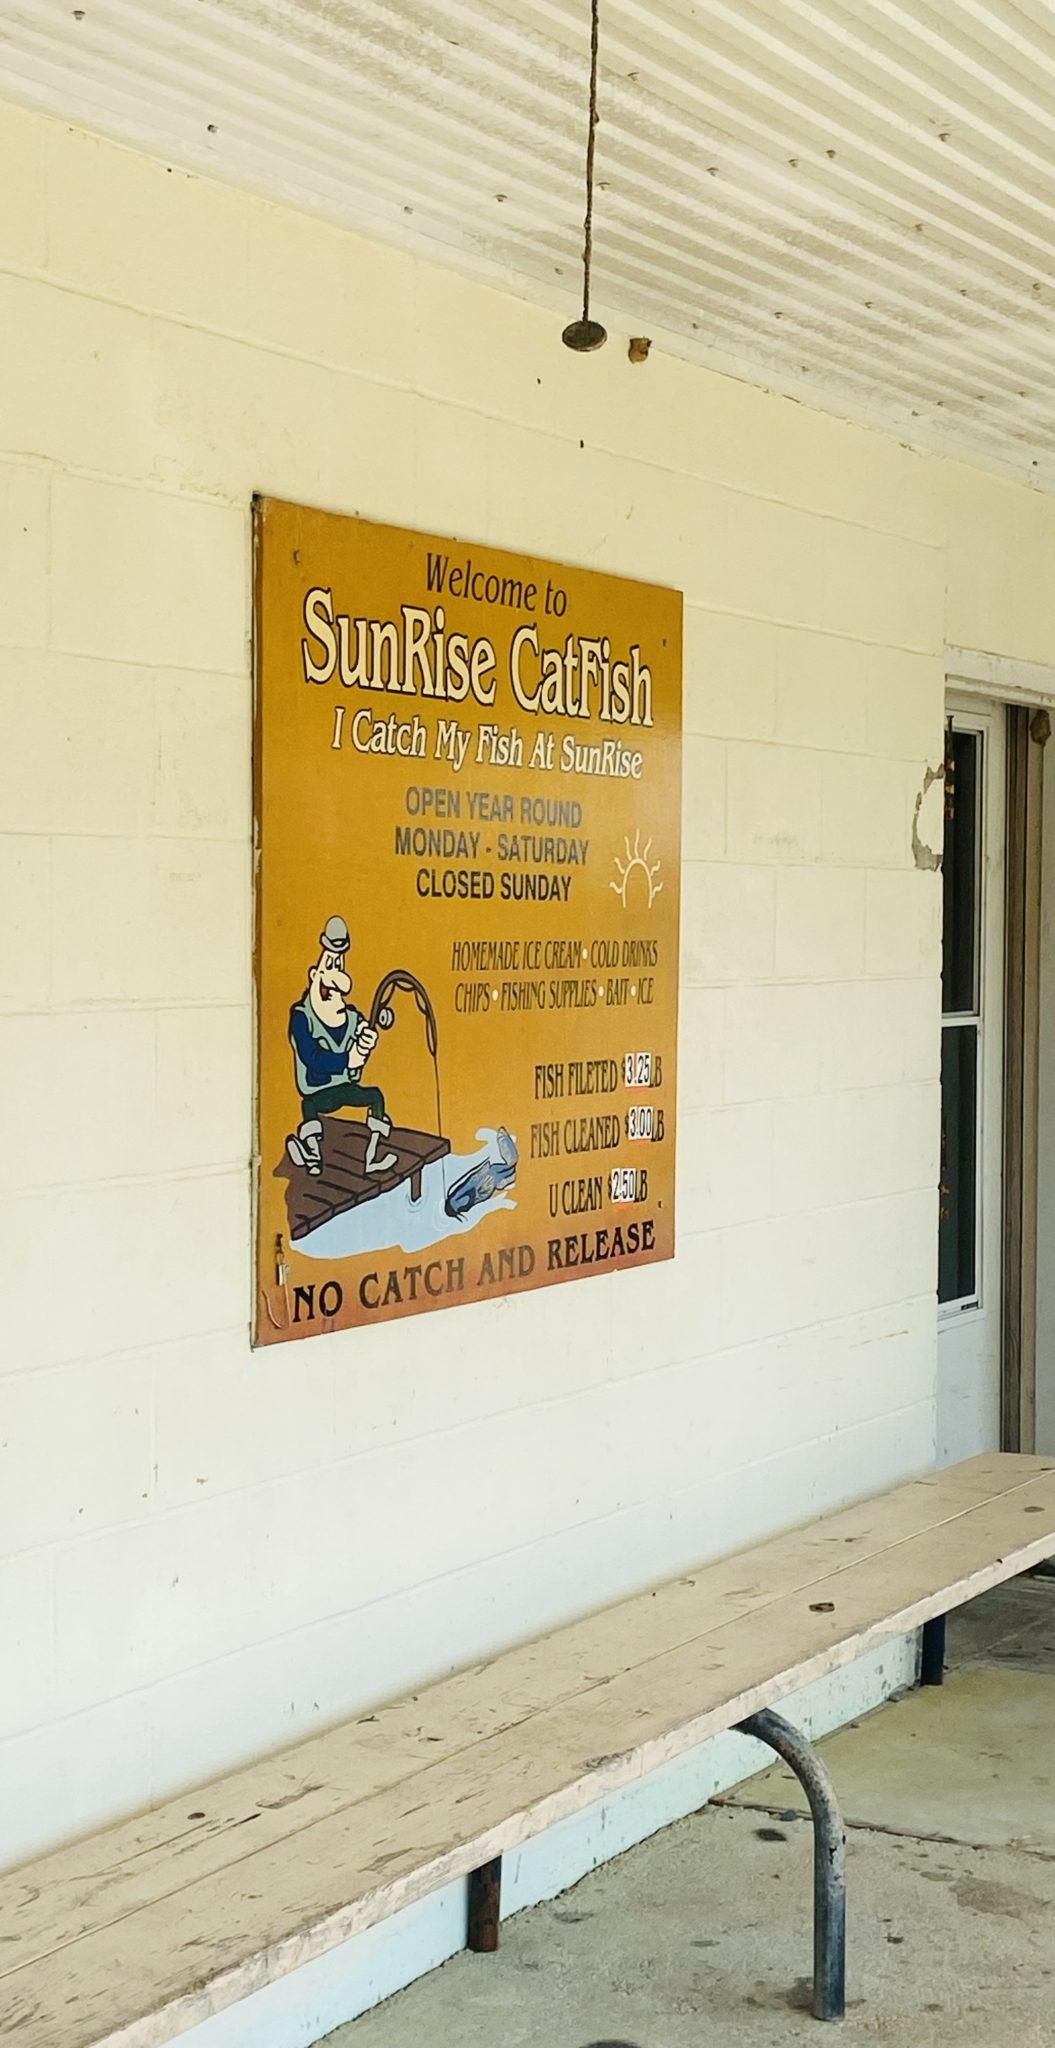 Welcome to
SunRise CatFish
I Catch My Fish At SunRise
OPEN YEAR ROUND
MONDAY - SATURDAY
CLOSED SUNDAY
HOMEMADE ICE CREAM • COLD DRINKS
CHIPS • FISHING SUPPLIES • BAIT • ICE
FISH FILETED $3.25LB
FISH CLEANED $3.00LB
U CLEAN $2.50LB
NO CATCH AND RELEASE